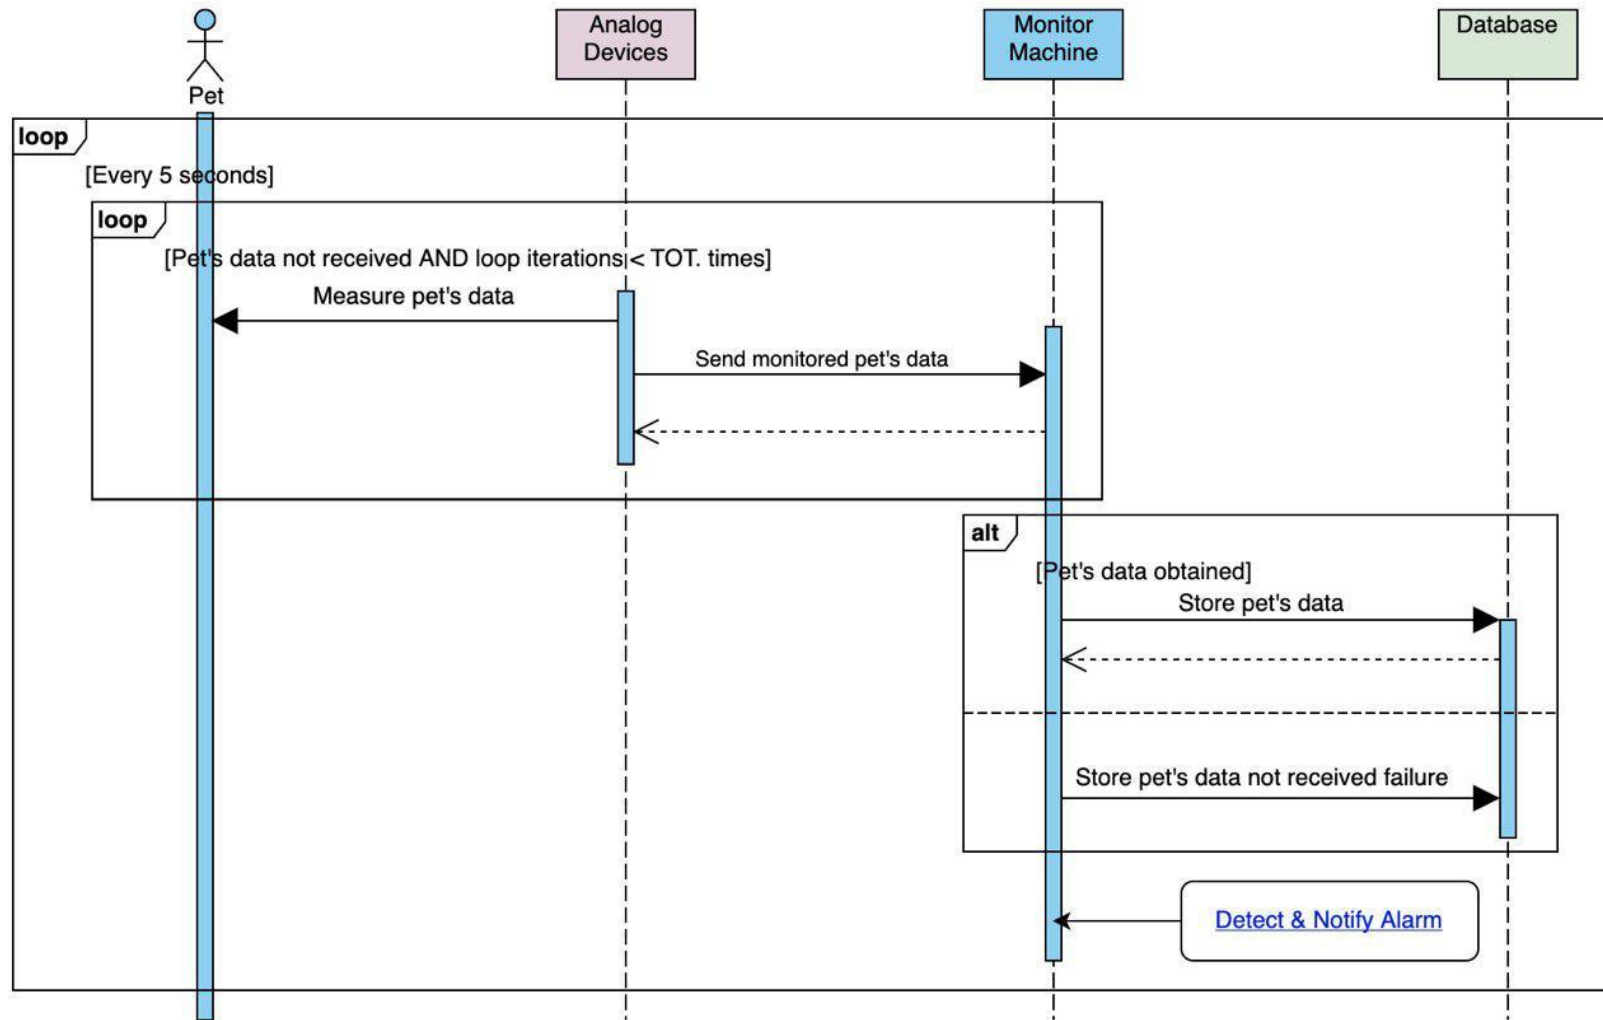 Analog
Devices
Monitor
Machine
Database
Pet
loop
[Every 5 seconds]
loop
[Pet's data not received AND loop iterations < TOT. times]
Measure pet's data
Send monitored pet's data
alt
[Pet's data obtained]
Store pet's data
Store pet's data not received failure
Detect & Notify Alarm